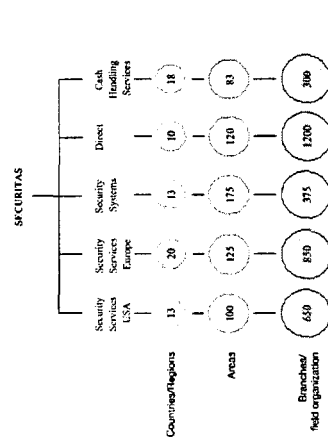 SECURITAS
Security
Services
USA
Security
Services
Europe
Security
Systems
Direct
Cash
Handling
Services
Countries/Regions
13
20
13
10
18
Areas
100
125
175
120
83
Branches/
field organization
650
850
375
1200
300